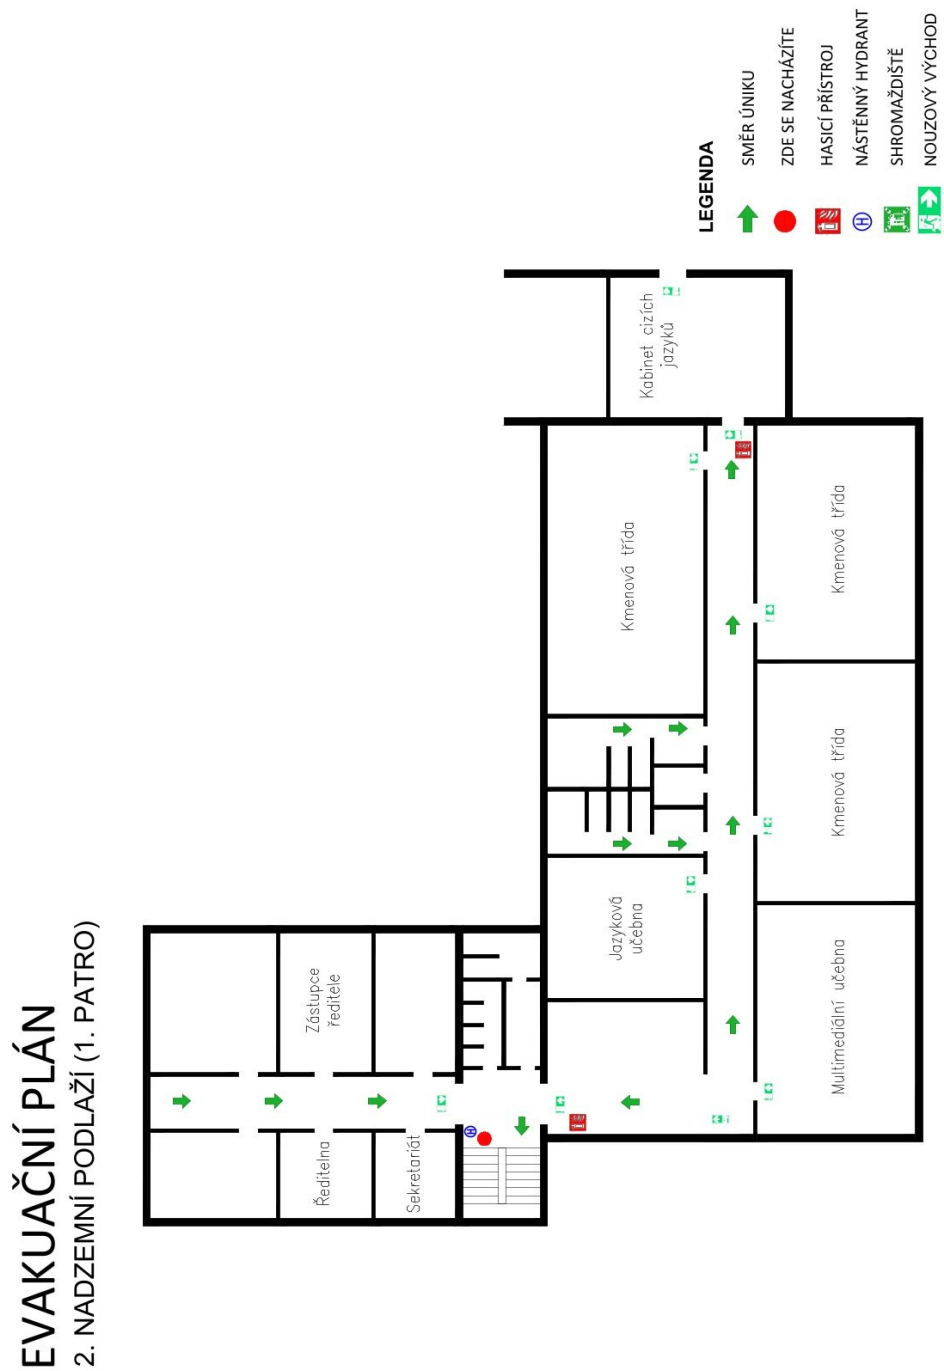 EVAKUAČNÍ PLÁN
2. NADZEMNÍ PODLAŽÍ (1. PATRO)
Ředitelna
Sekretariát
Zástupce
ředitele
H
Jazyková
učebna
Multimediální učebna
Kmenová třída
Kmenová třída
Kmenová třída
Kabinet cizích
jazyků
LEGENDA
SMĚR ÚNIKU
ZDE SE NACHÁZÍTE
HASICÍ PŘÍSTROJ
H
NÁSTĚNNÝ HYDRANT
SHROMAŽDIŠTĚ
NOUZOVÝ VÝCHOD